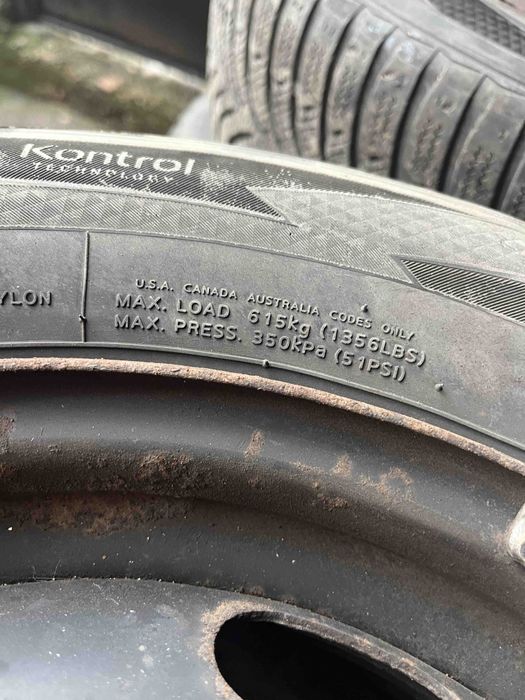 Kontrol
TECHNOLOGY
YLON
U.S.A. CANADA AUSTRALIA CODES ONLY
MAX. LOAD 615kg (1356LBS)
MAX. PRESS. 350kPa (51PSI)